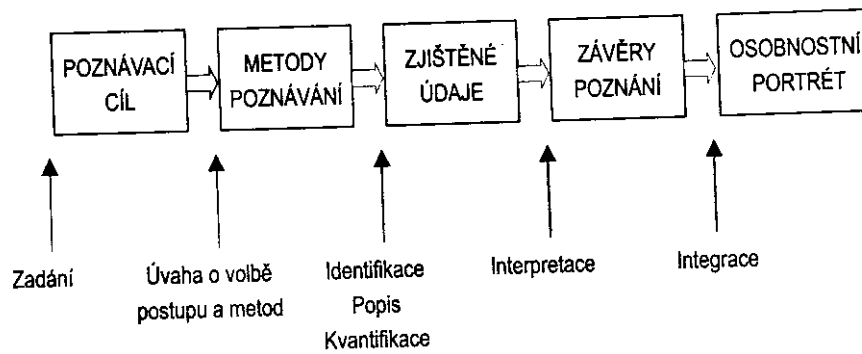 POZNÁVACÍ
CÍL
METODY
POZNÁVÁNÍ
ZJIŠTĚNÉ
ÚDAJE
ZÁVĚRY
POZNÁNÍ
OSOBNOSTNÍ
PORTRÉT
Zadání
Úvaha o volbě
postupu a metod
Identifikace
Popis
Kvantifikace
Interpretace
Integrace